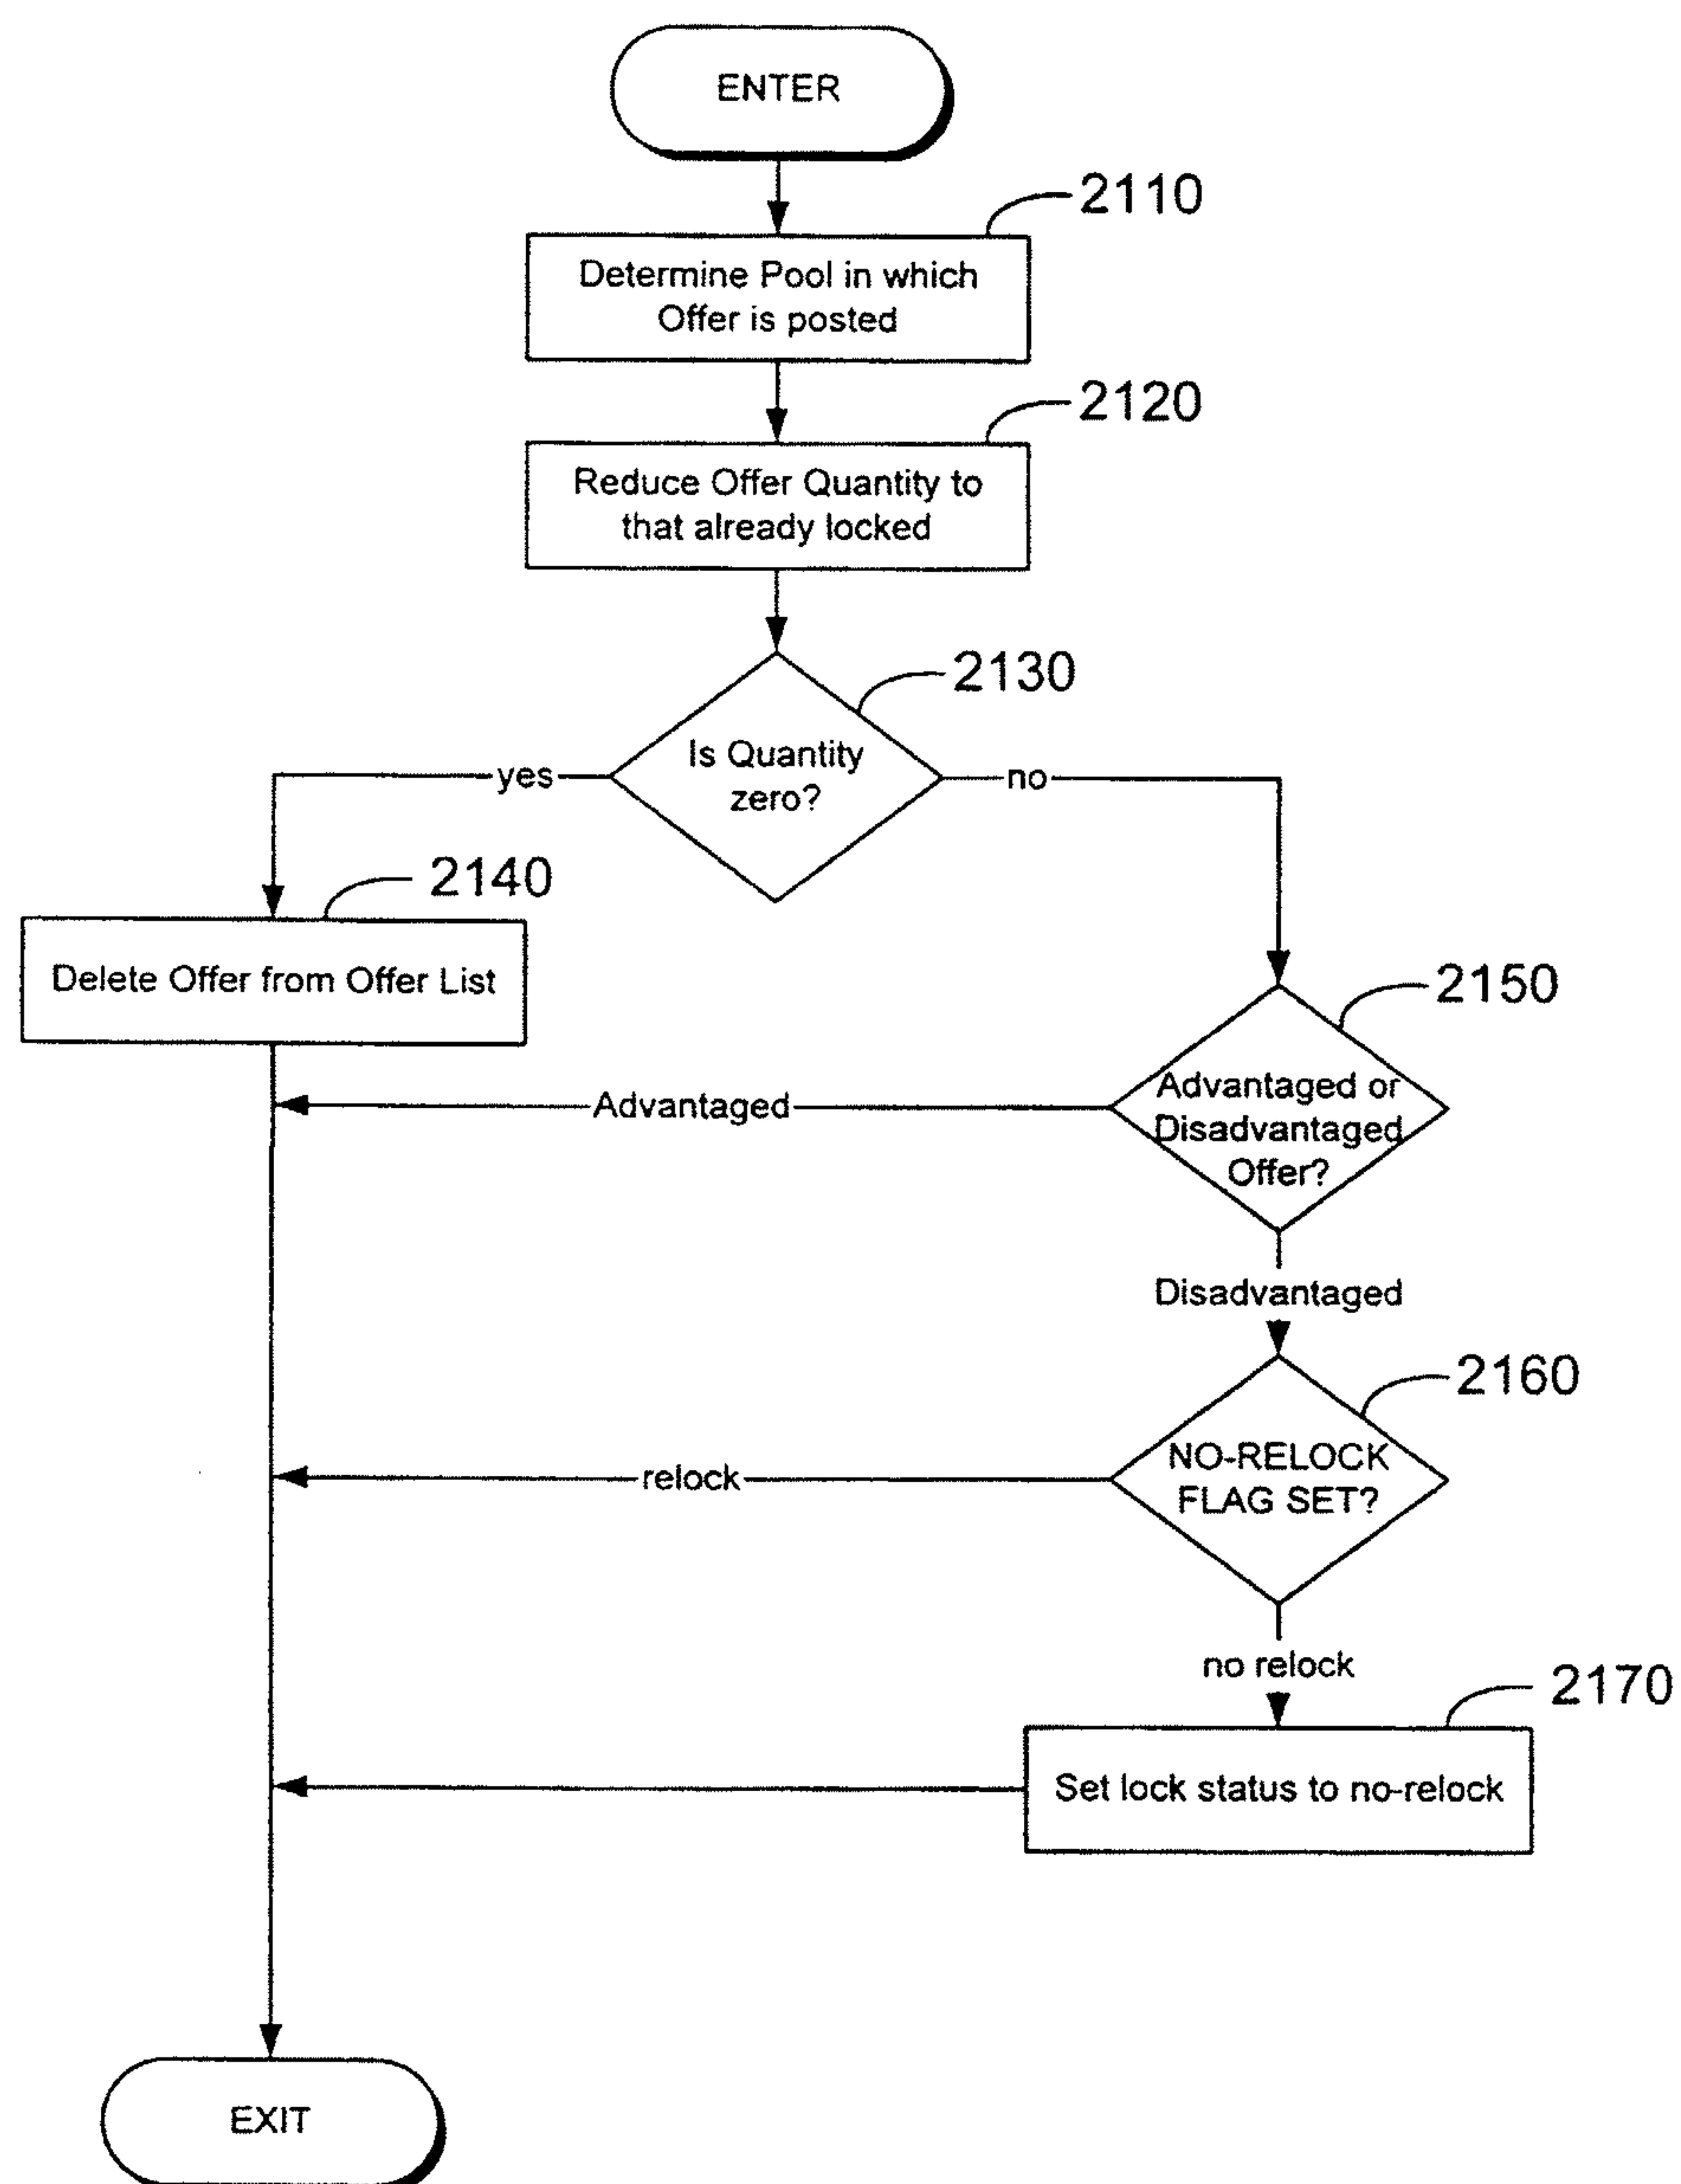 ENTER
2110
Determine Pool in which
Offer is posted
2120
Reduce Offer Quantity to
that already locked
2130
Is Quantity
zero?
yes
no
2140
Delete Offer from Offer List
2150
Advantaged or
Disadvantaged
Offer?
Advantaged
Disadvantaged
2160
NO-RELOCK
FLAG SET?
relock
no relock
2170
Set lock status to no-relock
EXIT